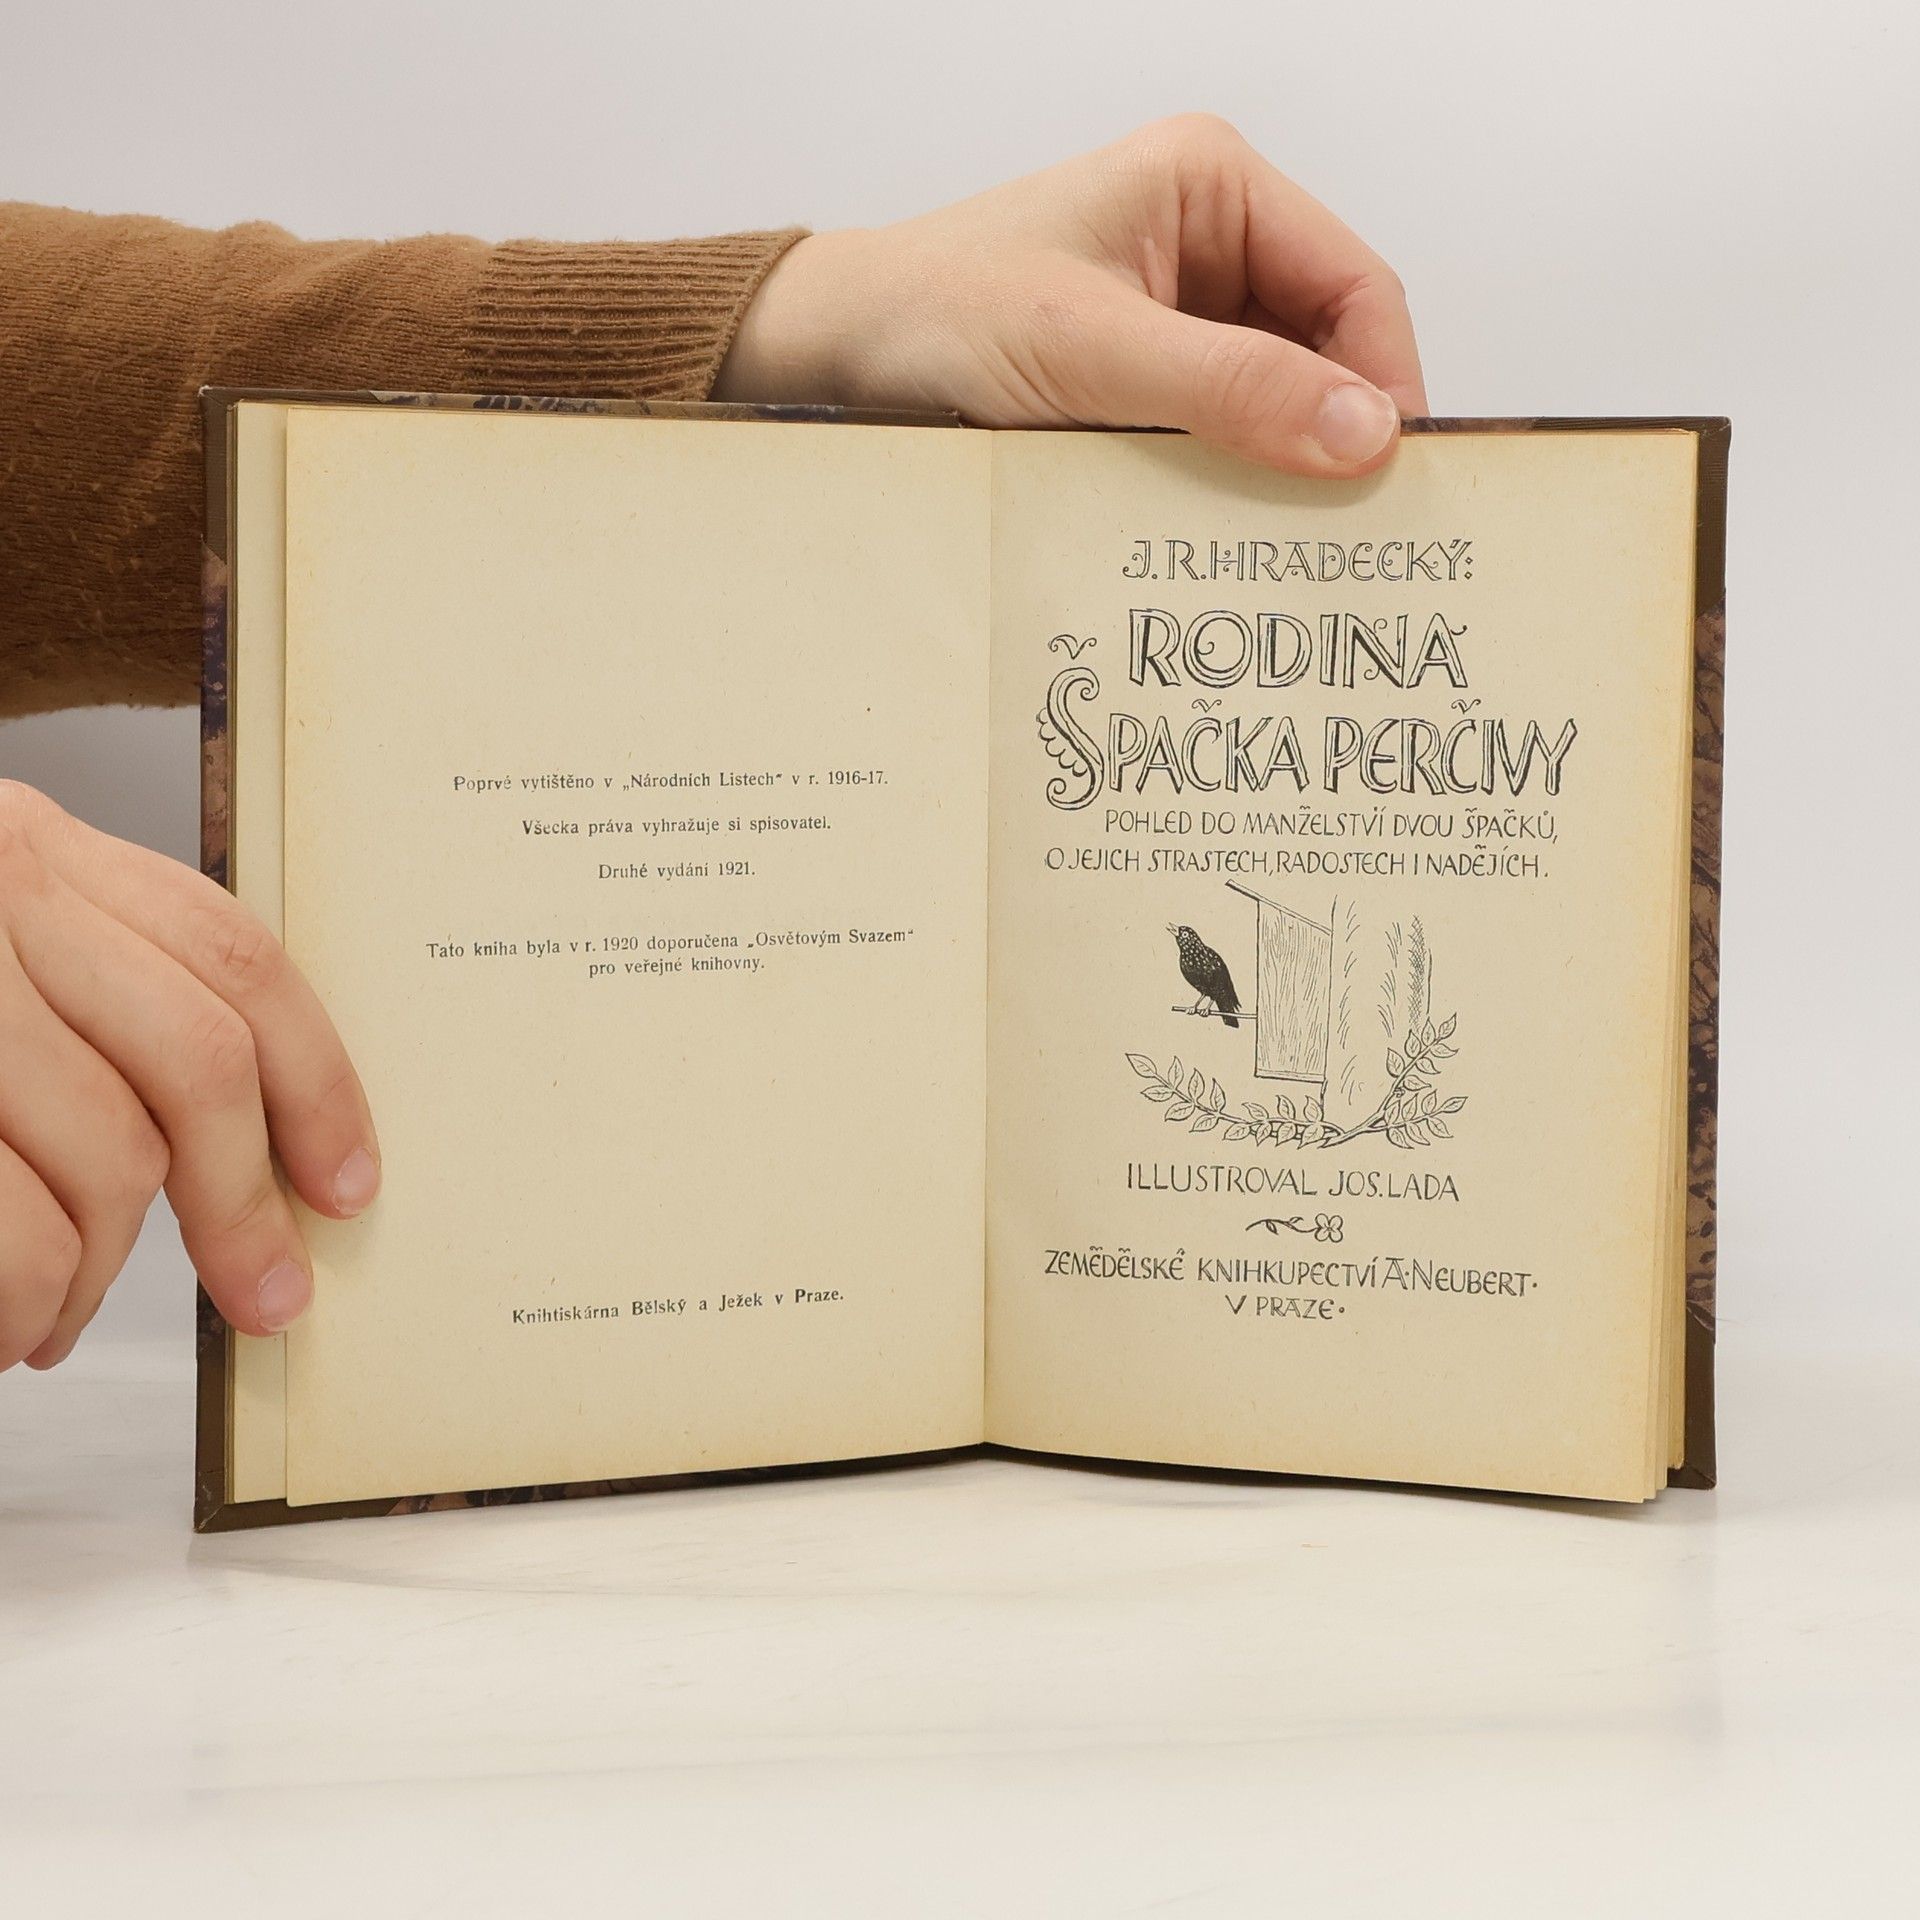 Poprvé vytištěno v „Národních Listech“ v r. 1916-17.
Všecka práva vyhražuje si spisovatel.
Druhé vydání 1921.
Tato kniha byla v r. 1920 doporučena „Osvětovým Svazem“
pro veřejné knihovny.
Knihtiskárna Bělský a Ježek v Praze.
J. R. HRADECKÝ:
RODINA
ŠPAČKA PERČIVY
POHLED DO MANŽELSTVÍ DVOU ŠPAČKŮ,
O JEJICH STRASTECH, RADOSTECH I NADĚJÍCH.
ILLUSTROVAL JOS. LADA
ZEMĚDĚLSKÉ KNIHKUPECTVÍ A. NEUBERT.
V PRAZE.